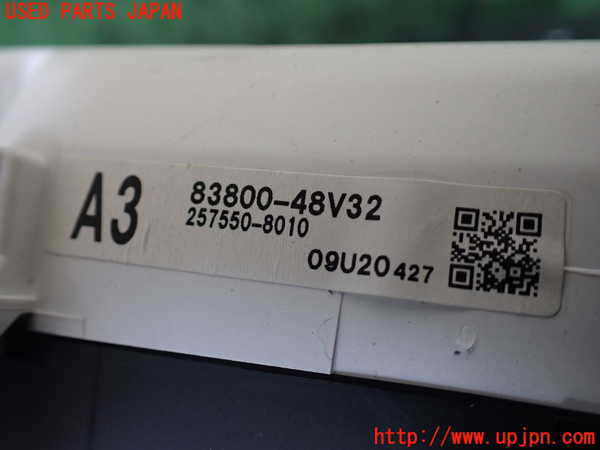 USED PARTS JAPAN
A3
83800-48V32
257550-8010
09U20427
http://www.upjpn.com/